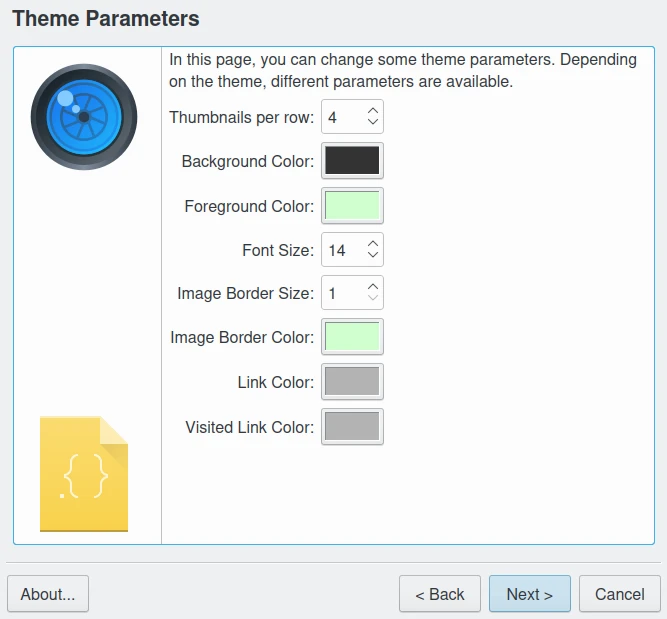 Theme Parameters
In this page, you can change some theme parameters. Depending
on the theme, different parameters are available.
Thumbnails per row: 4
Background Color:
Foreground Color:
Font Size: 14
Image Border Size: 1
Image Border Color:
Link Color:
Visited Link Color:
.{}
About... < Back Next > Cancel